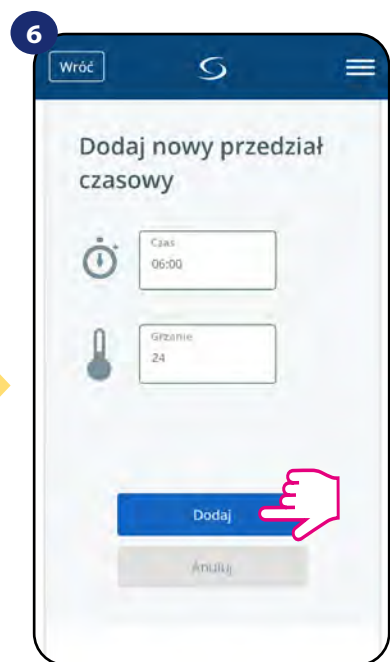 6
Wróć
Dodaj nowy przedział
czasowy
Czas
06:00
Grzanie
24
Dodaj
Anuluj